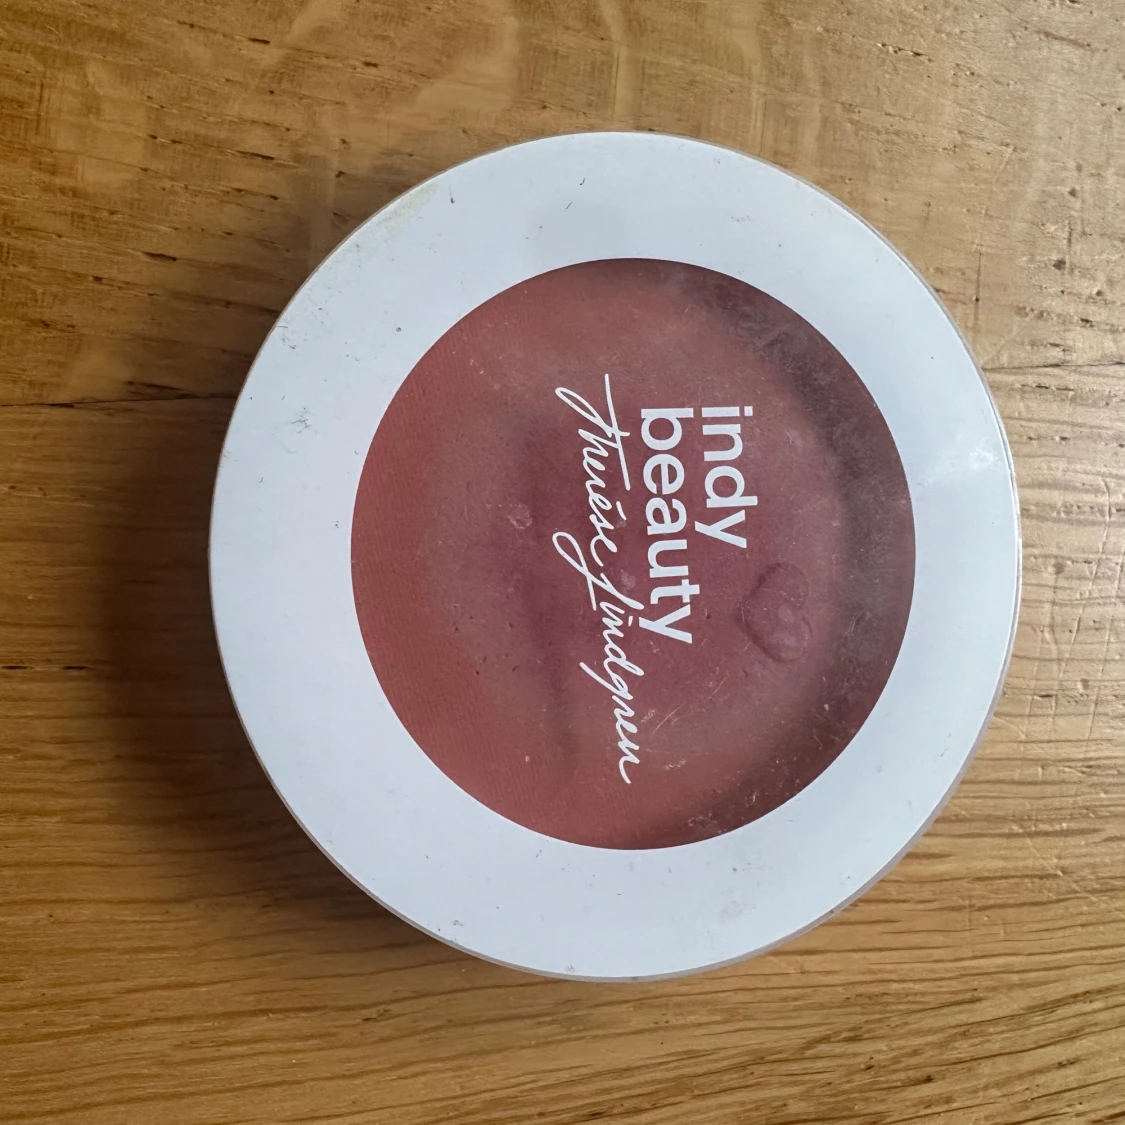 indy
beauty
Therése Lindgren